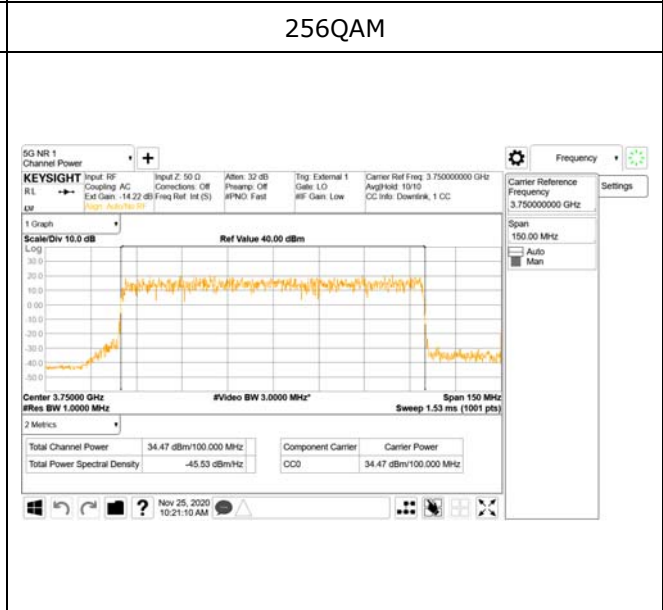 256QAM
5G NR 1
Channel Power
+
Frequency
KEYSIGHT
RL
Input: RF
Coupling: AC
Ext Gain: -14.22 dB
Align: Auto/No RF
Input Z: 50 Ω
Corrections: Off
Freq Ref: Int (S)
Atten: 32 dB
Preamp: Off
#PNO: Fast
Trig: External 1
Gate: LO
#IF Gain: Low
Carrier Ref Freq: 3.750000000 GHz
Avg|Hold: 10/10
CC Info: Downlink, 1 CC
Carrier Reference
Frequency
3.750000000 GHz
Settings
Span
150.00 MHz
Auto
Man
1 Graph
Scale/Div 10.0 dB
Ref Value 40.00 dBm
Log
30.0
20.0
10.0
0.00
-10.0
-20.0
-30.0
-40.0
-50.0
Center 3.75000 GHz
#Video BW 3.0000 MHz*
Span 150 MHz
#Res BW 1.0000 MHz
Sweep 1.53 ms (1001 pts)
2 Metrics
Total Channel Power 34.47 dBm/100.000 MHz
Total Power Spectral Density -45.53 dBm/Hz
Component Carrier Carrier Power
CC0 34.47 dBm/100.000 MHz
?
Nov 25, 2020
10:21:10 AM